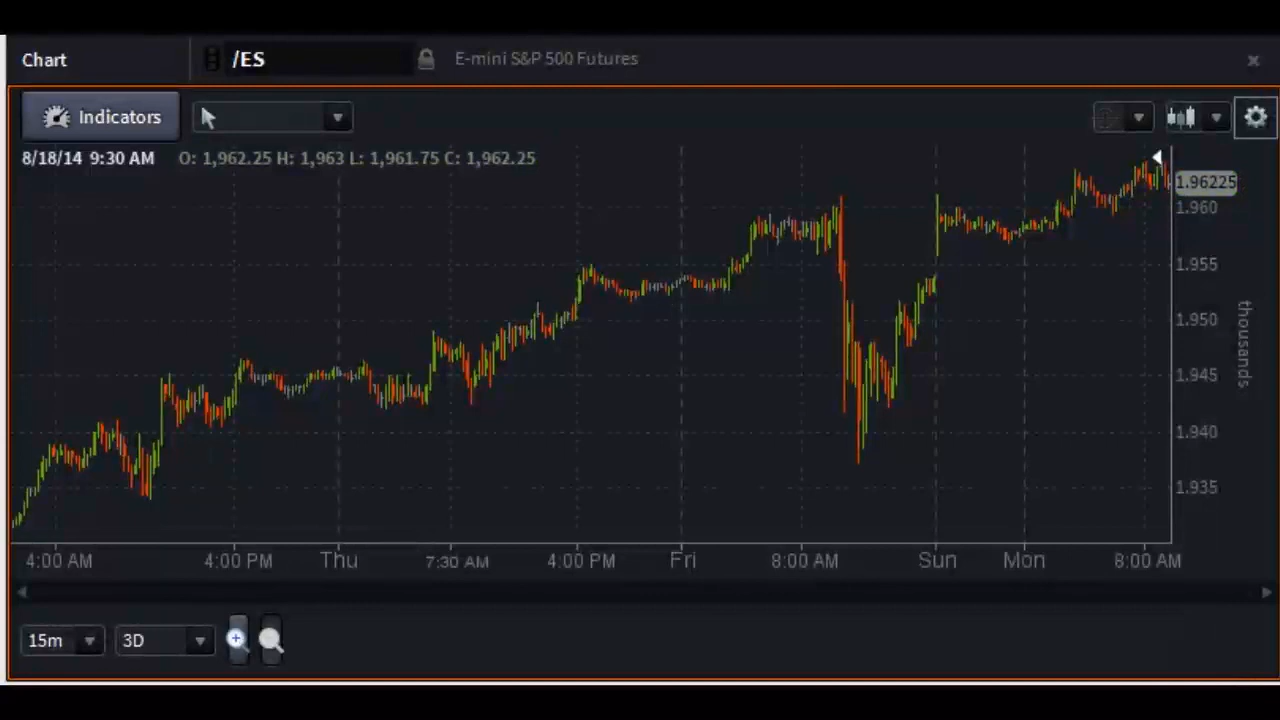 Chart /ES E-mini S&P 500 Futures ×
Indicators
8/18/14 9:30 AM O: 1,962.25 H: 1,963 L: 1,961.75 C: 1,962.25
1.96225
1.960
1.955
1.950
1.945
1.940
1.935
thousands
4:00 AM 4:00 PM Thu 7:30 AM 4:00 PM Fri 8:00 AM Sun Mon 8:00 AM
15m 3D